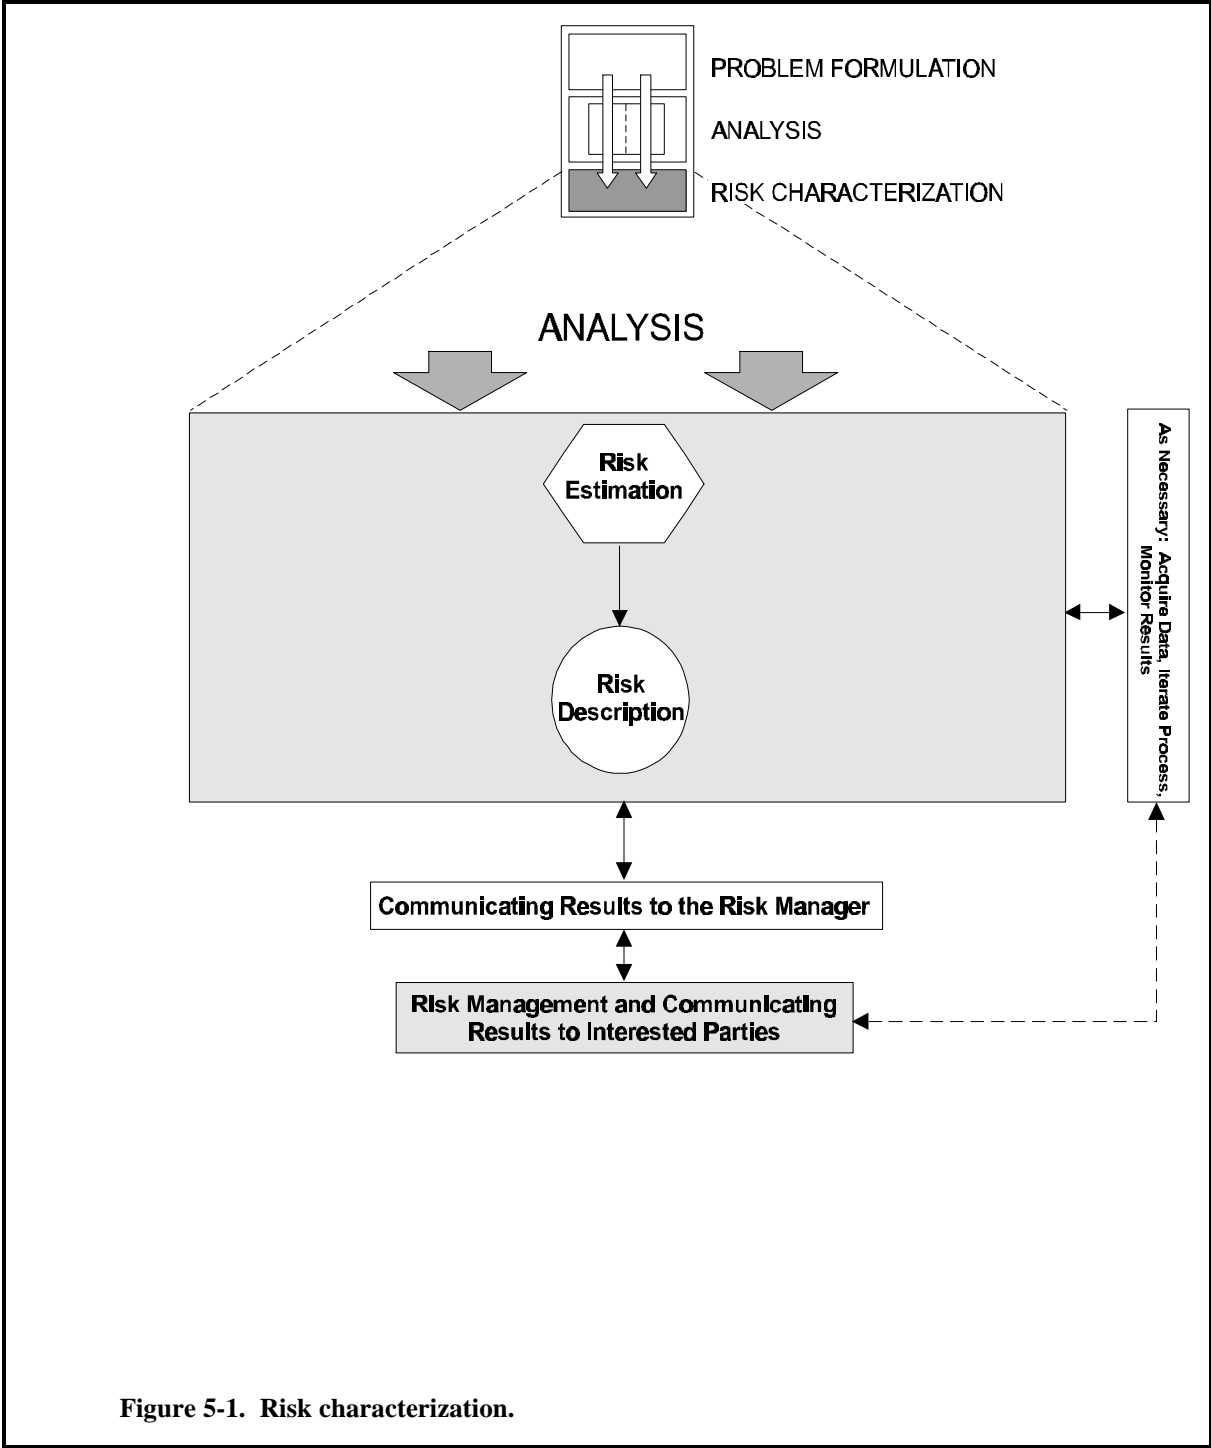 PROBLEM FORMULATION
ANALYSIS
RISK CHARACTERIZATION
ANALYSIS
Risk
Estimation
Risk
Description
As Necessary: Acquire Data, Iterate Process,
Monitor Results
Communicating Results to the Risk Manager
Risk Management and Communicating
Results to Interested Parties
Figure 5-1. Risk characterization.